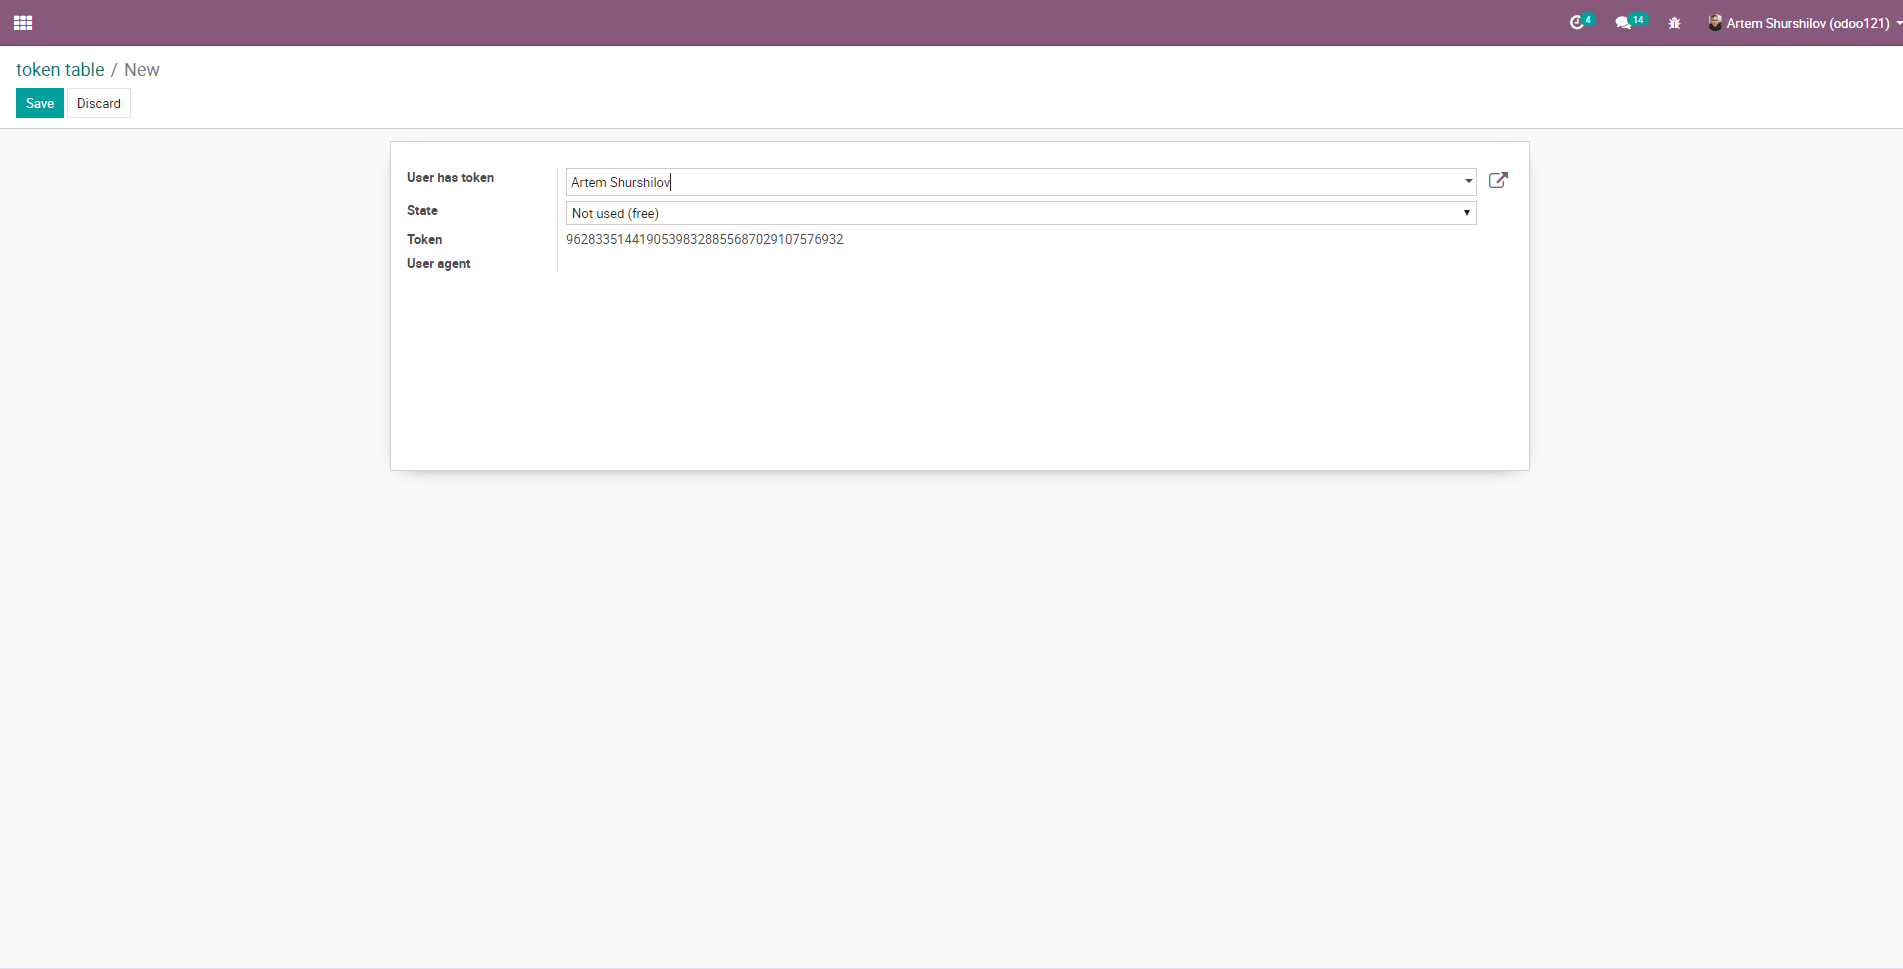 4 14 Artem Shurshilov (odoo121)
token table / New
Save Discard
User has token Artem Shurshilov
State Not used (free)
Token 96283351441905398328855687029107576932
User agent